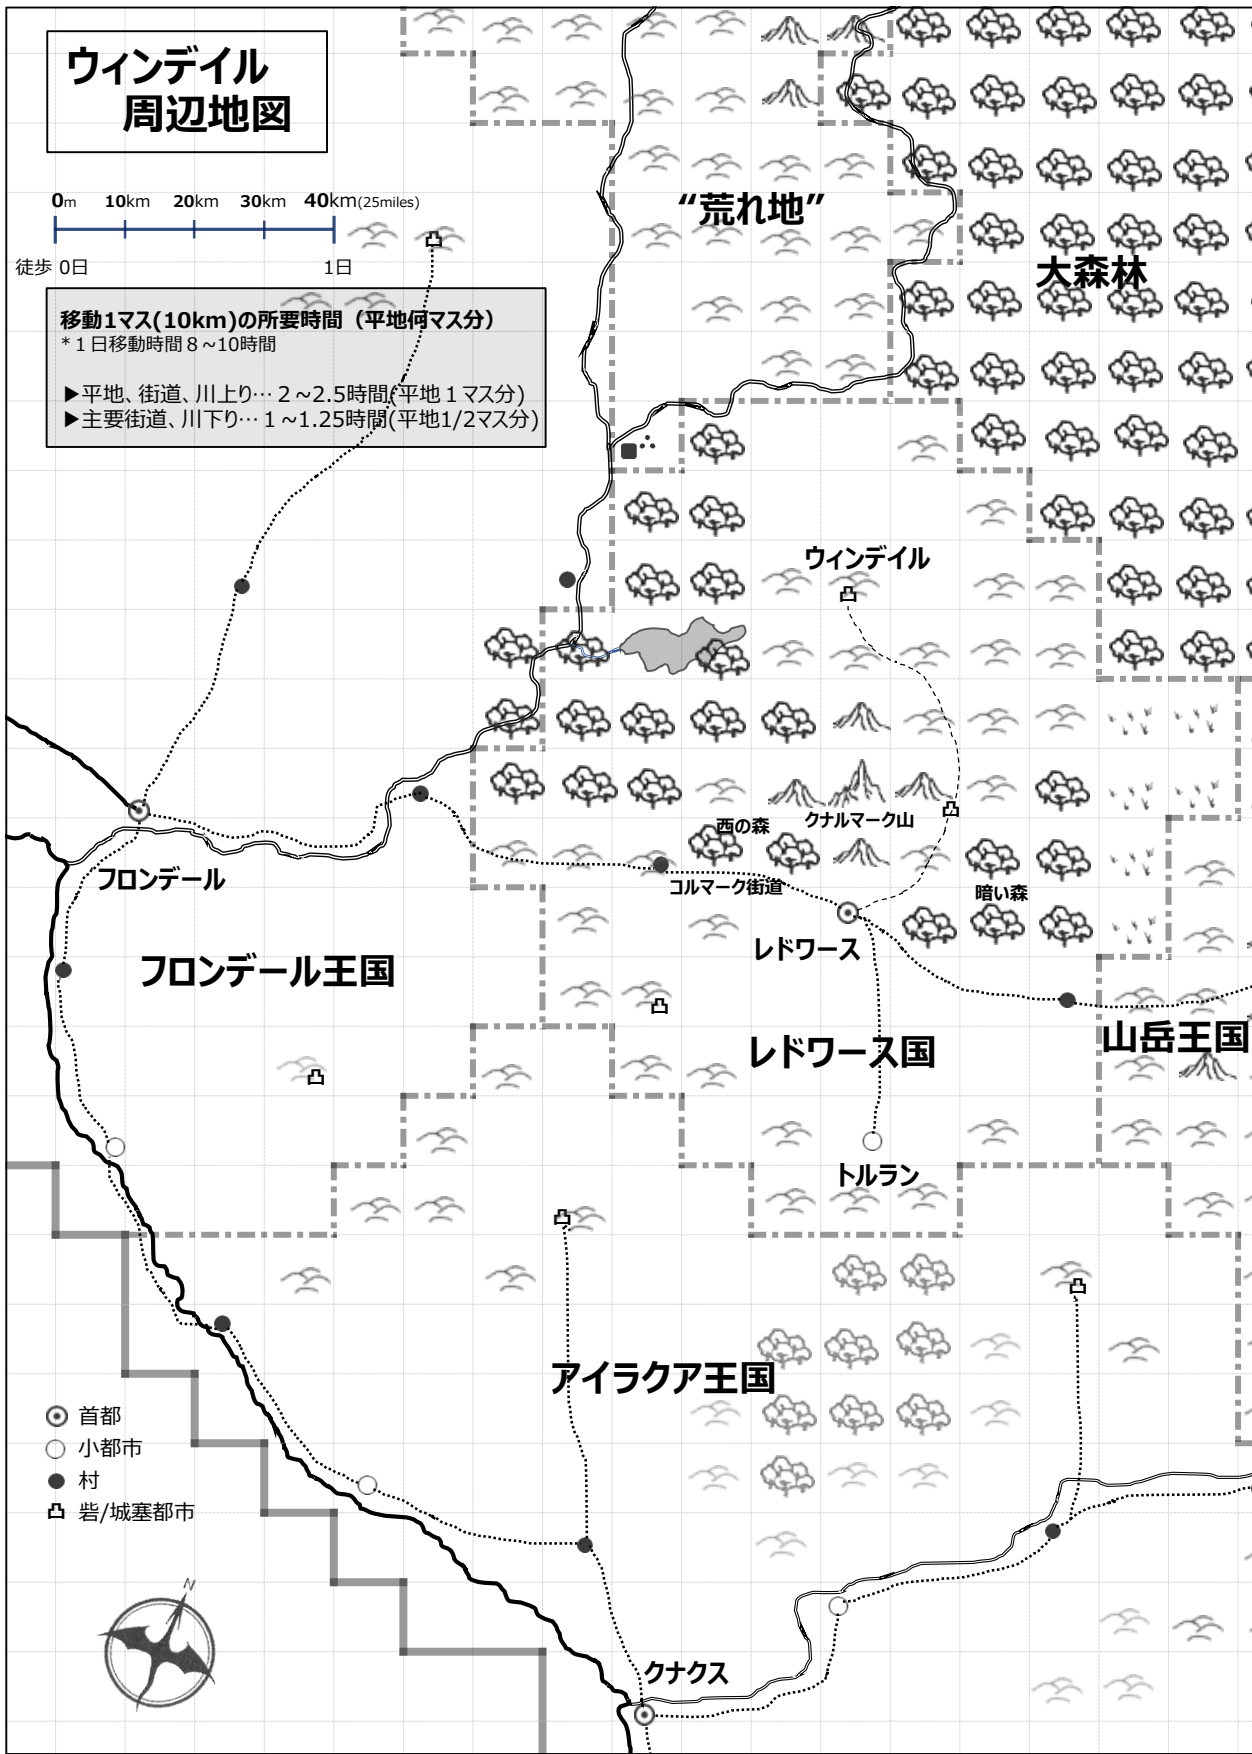 ウィンデイル
周辺地図
0m 10km 20km 30km 40km(25miles)
徒歩 0日 1日
移動1マス(10km)の所要時間（平地何マス分）
*１日移動時間８~10時間
▶平地、街道、川上り…２~2.5時間(平地１マス分)
▶主要街道、川下り…１~1.25時間(平地1/2マス分)
“荒れ地”
大森林
ウィンデイル
西の森
クナルマーク山
コルマーク街道
暗い森
フロンデール
レドワース
フロンデール王国
レドワース国
山岳王国
トルラン
アイラクア王国
首都
小都市
村
砦/城塞都市
N
クナクス